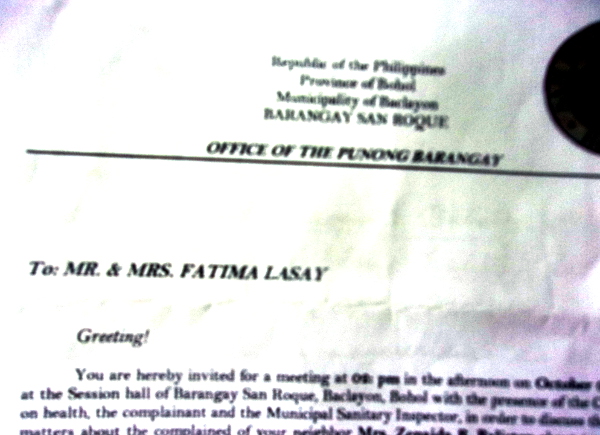 Republic of the Philippines
Province of Bohol
Municipality of Baclayon
BARANGAY SAN ROQUE
OFFICE OF THE PUNONG BARANGAY
To: MR. & MRS. FATIMA LASAY
Greeting!
You are hereby invited for a meeting at pm in the afternoon on October
at the Session hall of Barangay San Roque, Baclayon, Bohol with the presence of the
on health, the complainant and the Municipal Sanitary Inspector, in order to discuss
matters about the complained of your neighbor Mrs.